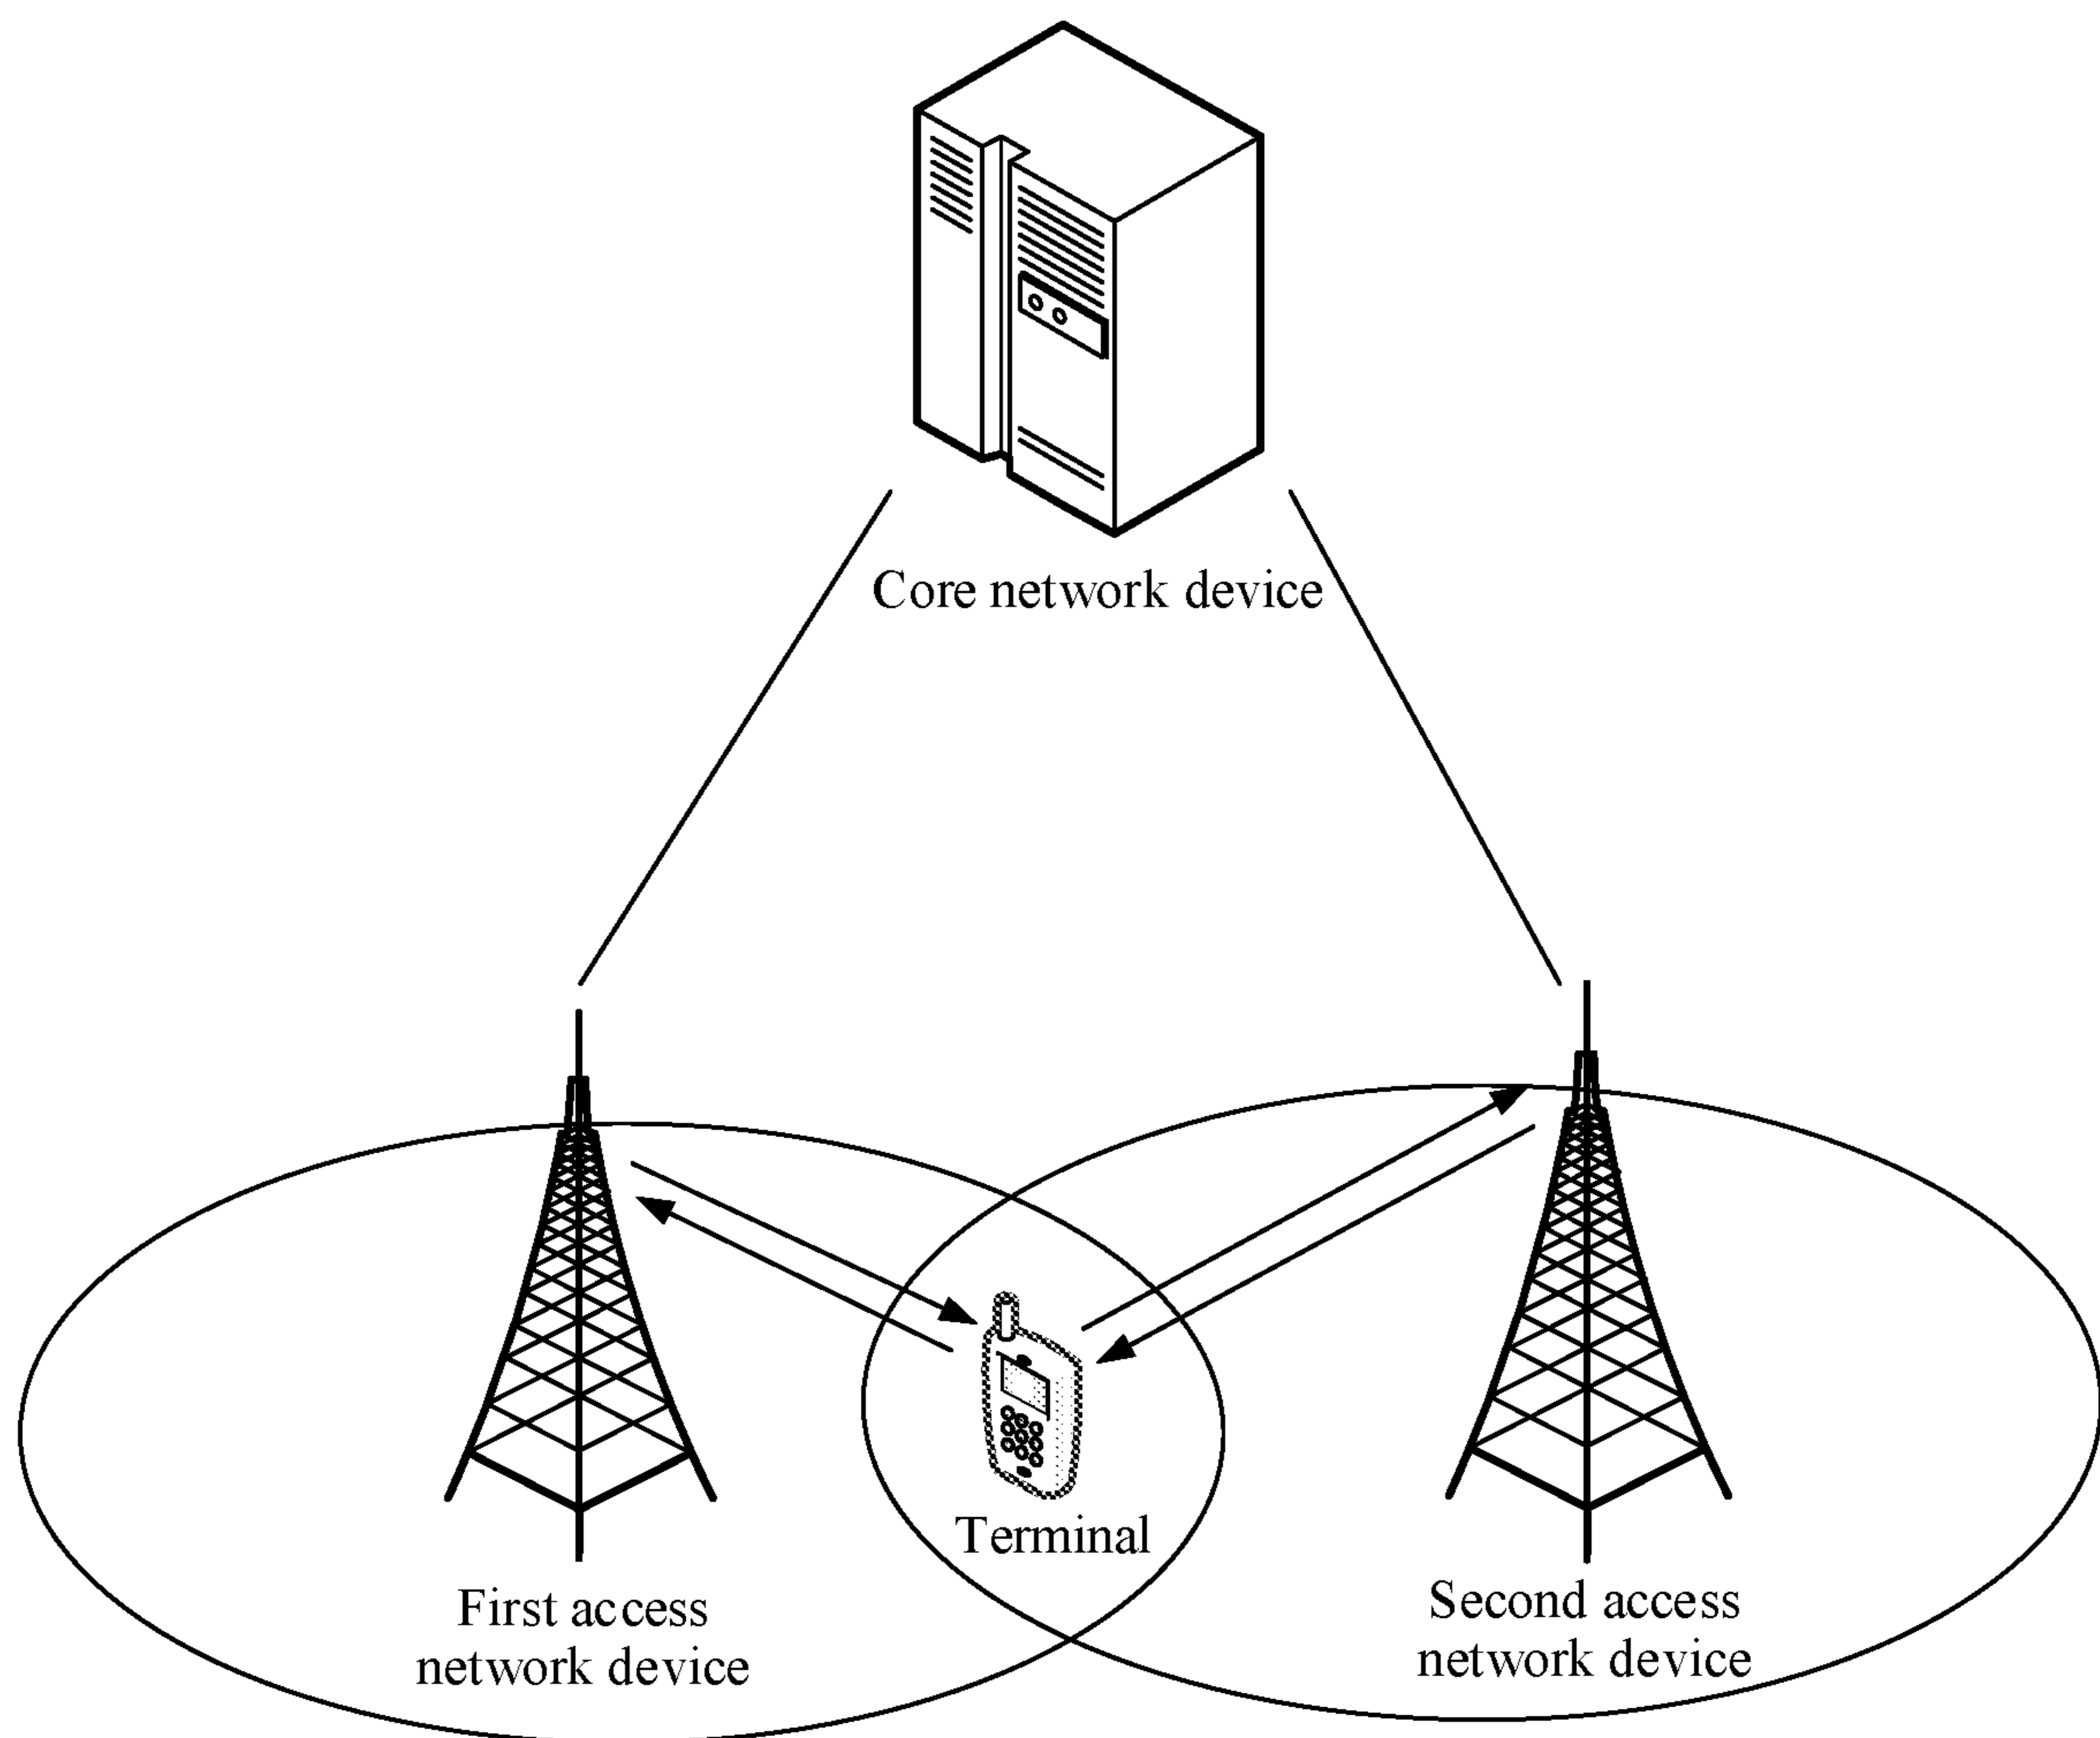 Core network device
Terminal
First access
network device
Second access
network device